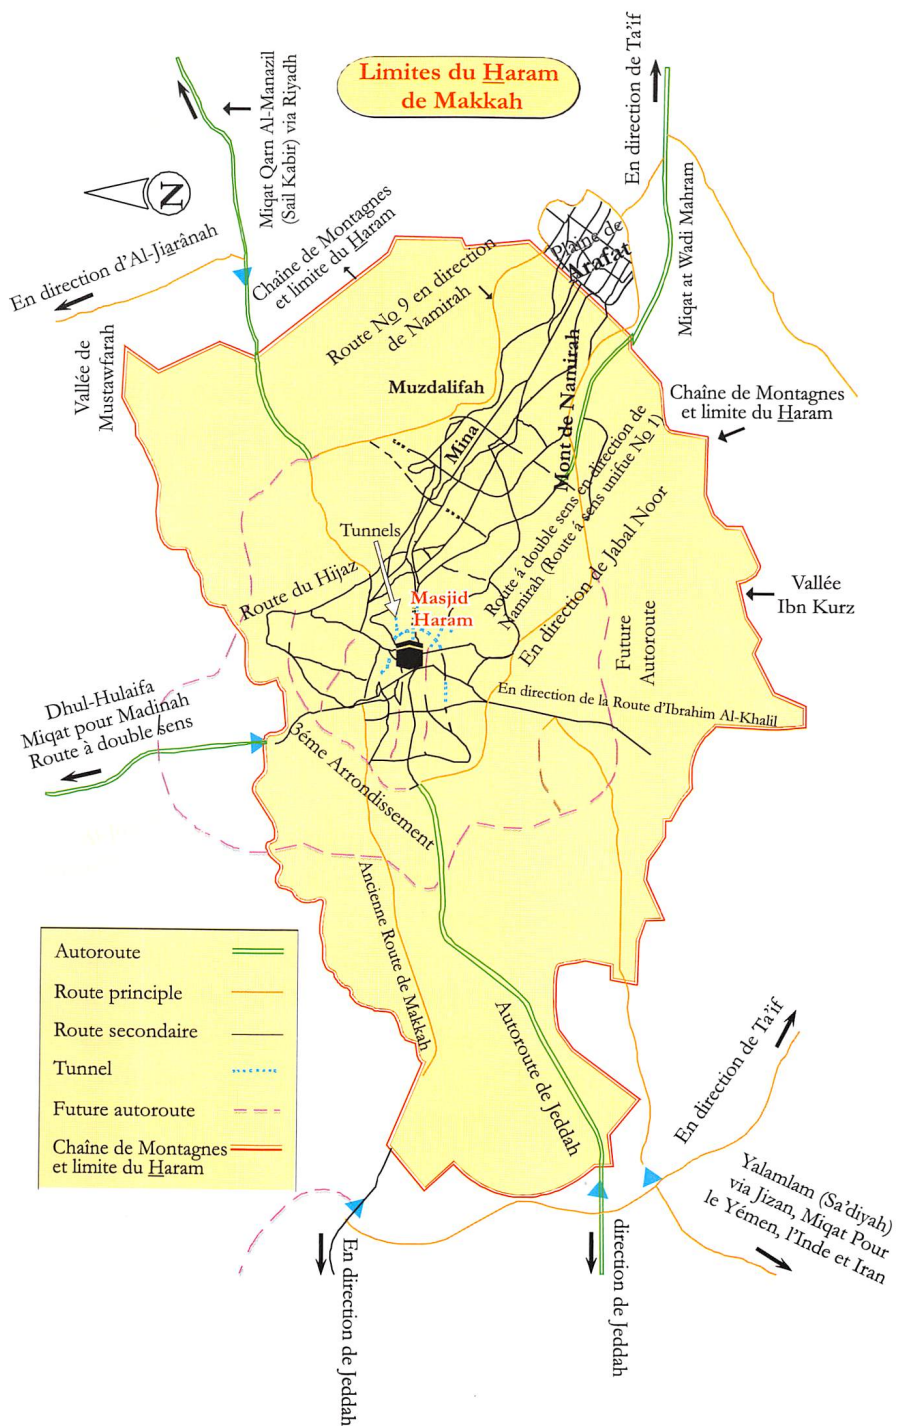 Limites du Haram
de Makkah
En direction de Ta'if
Miqat Qarn Al-Manazil
(Sail Kabir) via Riyadh
N
En direction d'Al-Jiarânah
Chaîne de Montagnes
et limite du Haram
Plaine de
Arafat
Miqat at Wadi Mahram
Route No 9 en direction
de Namirah
Vallée de
Mustawfarah
Muzdalifah
Mina
Mont de Namirah
Chaîne de Montagnes
et limite du Haram
Route á double sens en direction de
Namirah (Route á sens unifue No 1)
En direction de Jabal Noor
Tunnels
Route du Hijaz
Masjid
Haram
Vallée
Ibn Kurz
Future
Autoroute
En direction de la Route d'Ibrahim Al-Khalil
Dhul-Hulaifa
Miqat pour Madinah
Route à double sens
3éme Arrondissement
Ancienne Route de Makkah
Autoroute de Jeddah
Autoroute
Route principle
Route secondaire
Tunnel
Future autoroute
Chaîne de Montagnes
et limite du Haram
En direction de Ta'if
Yalamlam (Sa'diyah)
via Jizan, Miqat Pour
le Yémen, l'Inde et Iran
En direction de Jeddah
direction de Jeddah